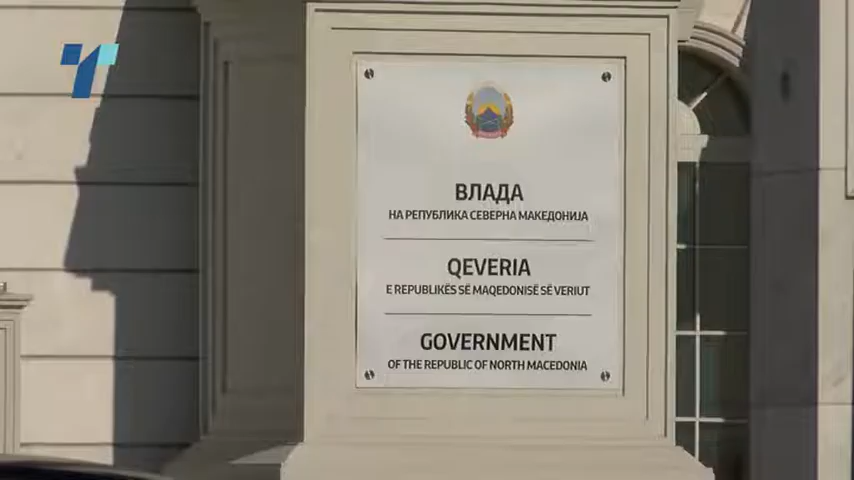 ВЛАДА
НА РЕПУБЛИКА СЕВЕРНА МАКЕДОНИЈА
QEVERIA
E REPUBLIKËS SË MAQEDONISË SË VERIUT
GOVERNMENT
OF THE REPUBLIC OF NORTH MACEDONIA